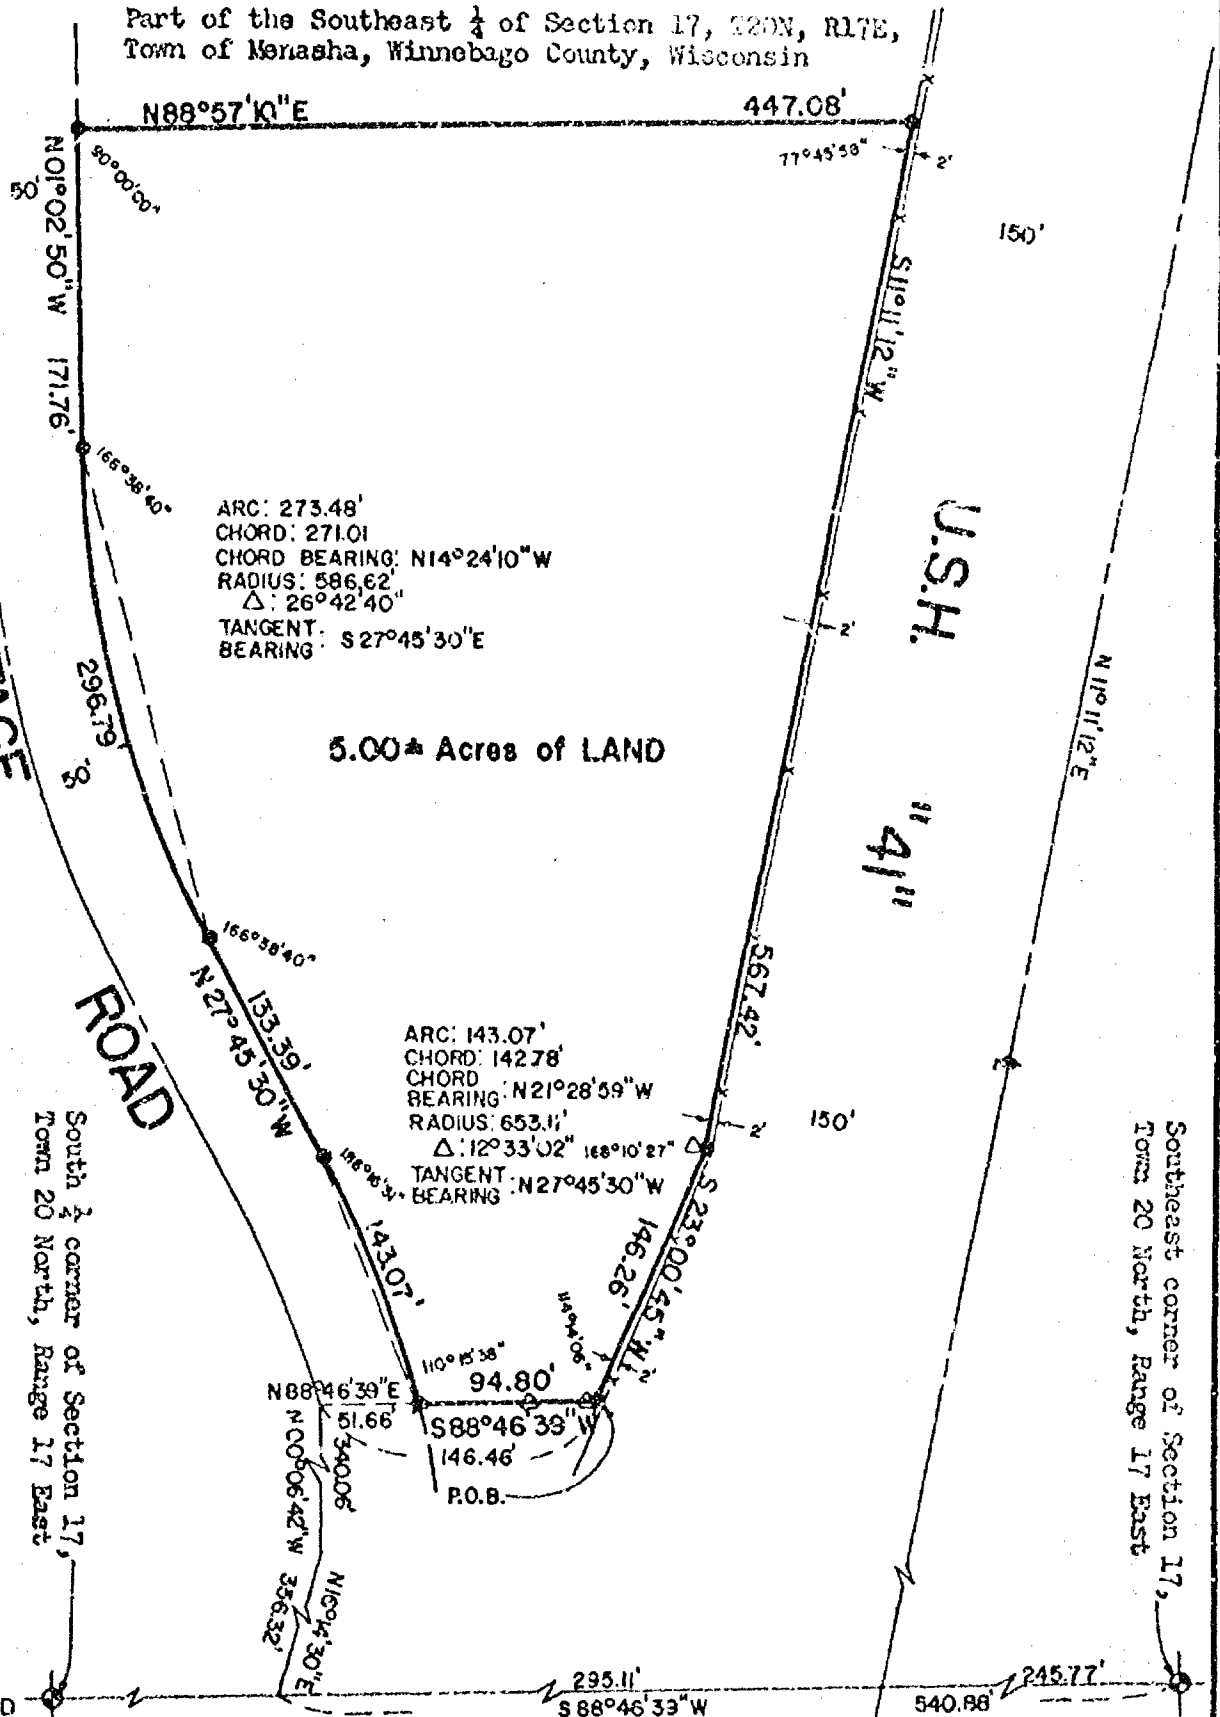 Part of the Southeast ¼ of Section 17, T20N, R17E,
Town of Menasha, Winnebago County, Wisconsin
N88°57'10"E
447.08'
90°00'00"
77°45'58"
2'
50'
N01°02'50"W 171.76'
150'
S11°11'12"W
166°38'40"
ARC: 273.48'
CHORD: 271.01
CHORD BEARING: N14°24'10"W
RADIUS: 586.62'
Δ: 26°42'40"
TANGENT
BEARING : S27°45'30"E
U.S.H.
2'
296.79'
N11°11'12"E
5.00± Acres of LAND
50'
"41"
166°38'40"
567.42'
133.39'
N27°45'30"W
ROAD
ARC: 143.07'
CHORD: 142.78'
CHORD
BEARING: N21°28'59"W
RADIUS: 653.11'
Δ: 12°33'02"
168°10'27"
TANGENT
BEARING : N27°45'30"W
2'
150'
143.07'
S 23°00'45" W
146.26'
2'
114°14'06"
110°15'38"
94.80'
N88°46'39"E
51.66'
S88°46'39"W
146.46'
P.O.B.
340.06'
N00°06'42"W 356.32'
N16°14'30"E
South ¼ corner of Section 17,
Town 20 North, Range 17 East
Southeast corner of Section 17,
Town 20 North, Range 17 East
295.11'
245.77'
S88°46'39"W
540.88'
D